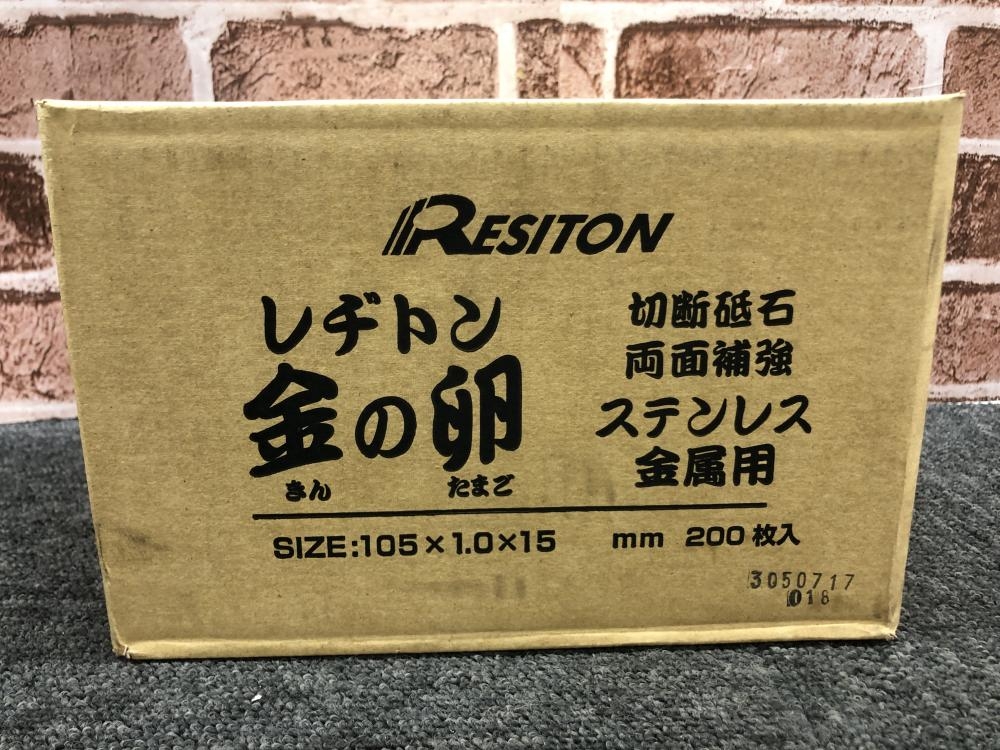 RESITON
レヂトン
金の卵
きん たまご
切断砥石
両面補強
ステンレス
金属用
SIZE:105×1.0×15 mm 200枚入
3050717
018